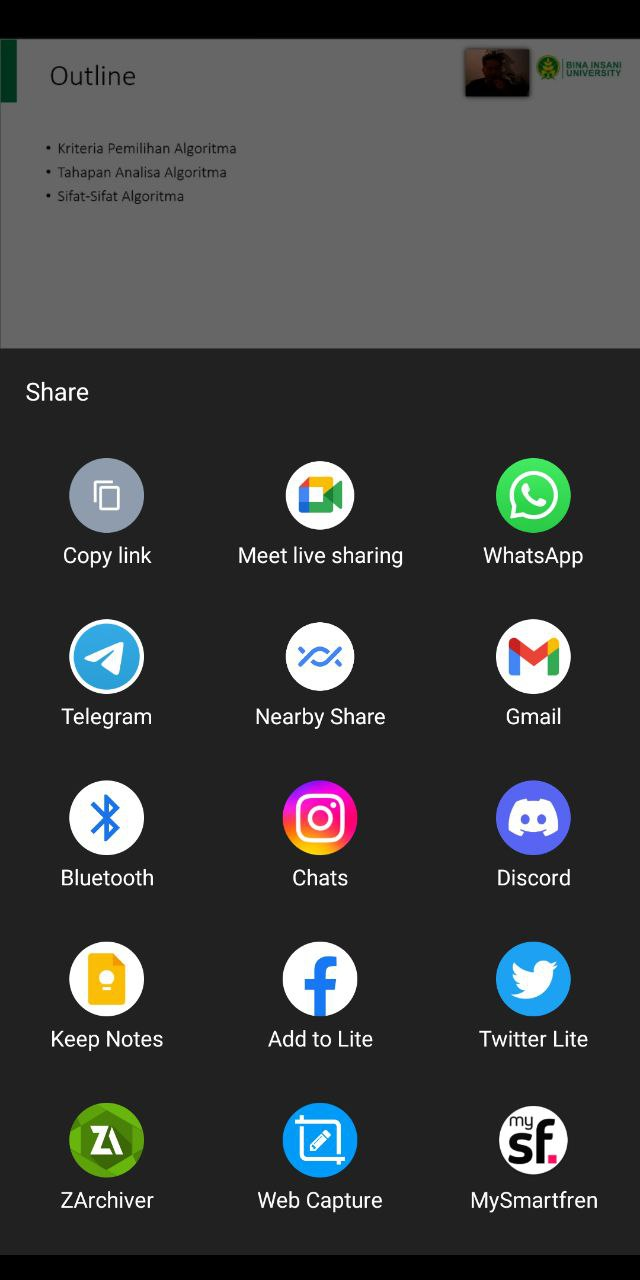 Outline
BINA INSANI
UNIVERSITY
• Kriteria Pemilihan Algoritma
• Tahapan Analisa Algoritma
• Sifat-Sifat Algoritma
Share
Copy link
Meet live sharing
WhatsApp
Telegram
Nearby Share
Gmail
Bluetooth
Chats
Discord
Keep Notes
Add to Lite
Twitter Lite
ZA
my
sf.
ZArchiver
Web Capture
MySmartfren